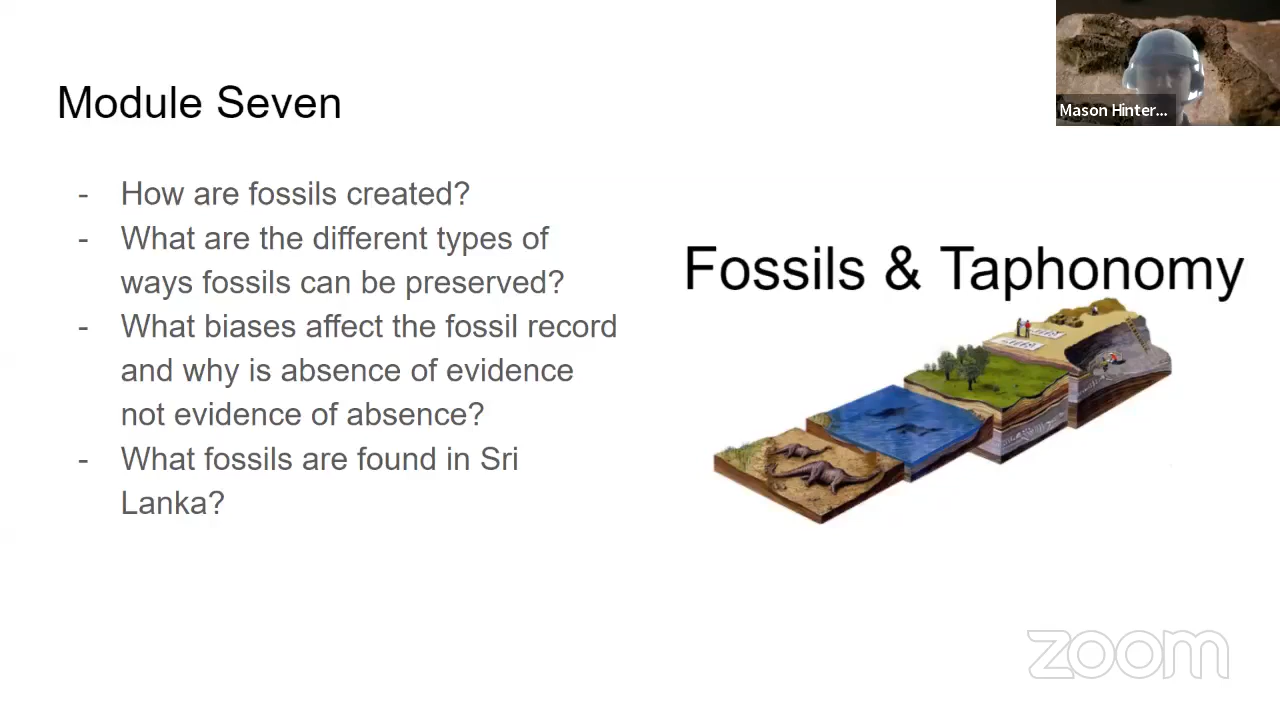 Module Seven
- How are fossils created?
- What are the different types of
ways fossils can be preserved?
- What biases affect the fossil record
and why is absence of evidence
not evidence of absence?
- What fossils are found in Sri
Lanka?
Fossils & Taphonomy
Mason Hinter...
zoom